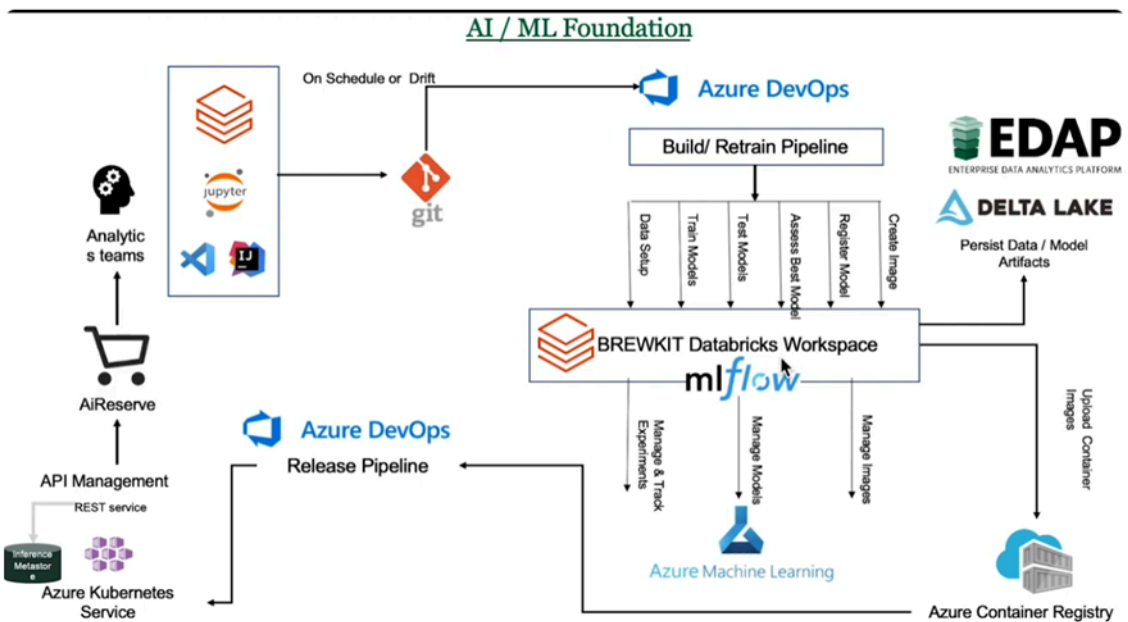 AI / ML Foundation
On Schedule or Drift
Azure DevOps
Build/ Retrain Pipeline
EDAP
ENTERPRISE DATA ANALYTICS PLATFORM
DELTA LAKE
Persist Data / Model
Artifacts
jupyter
IJ
git
Analytic
s teams
Data Setup
Train Models
Test Models
Assess Best Model
Register Model
Create Image
BREWKIT Databricks Workspace
mlflow
AiReserve
Azure DevOps
Release Pipeline
Manage & Track
Experiments
Manage Models
Manage Images
Upload Container
Images
API Management
REST service
Inference
Metastor
e
Azure Kubernetes
Service
Azure Machine Learning
Azure Container Registry